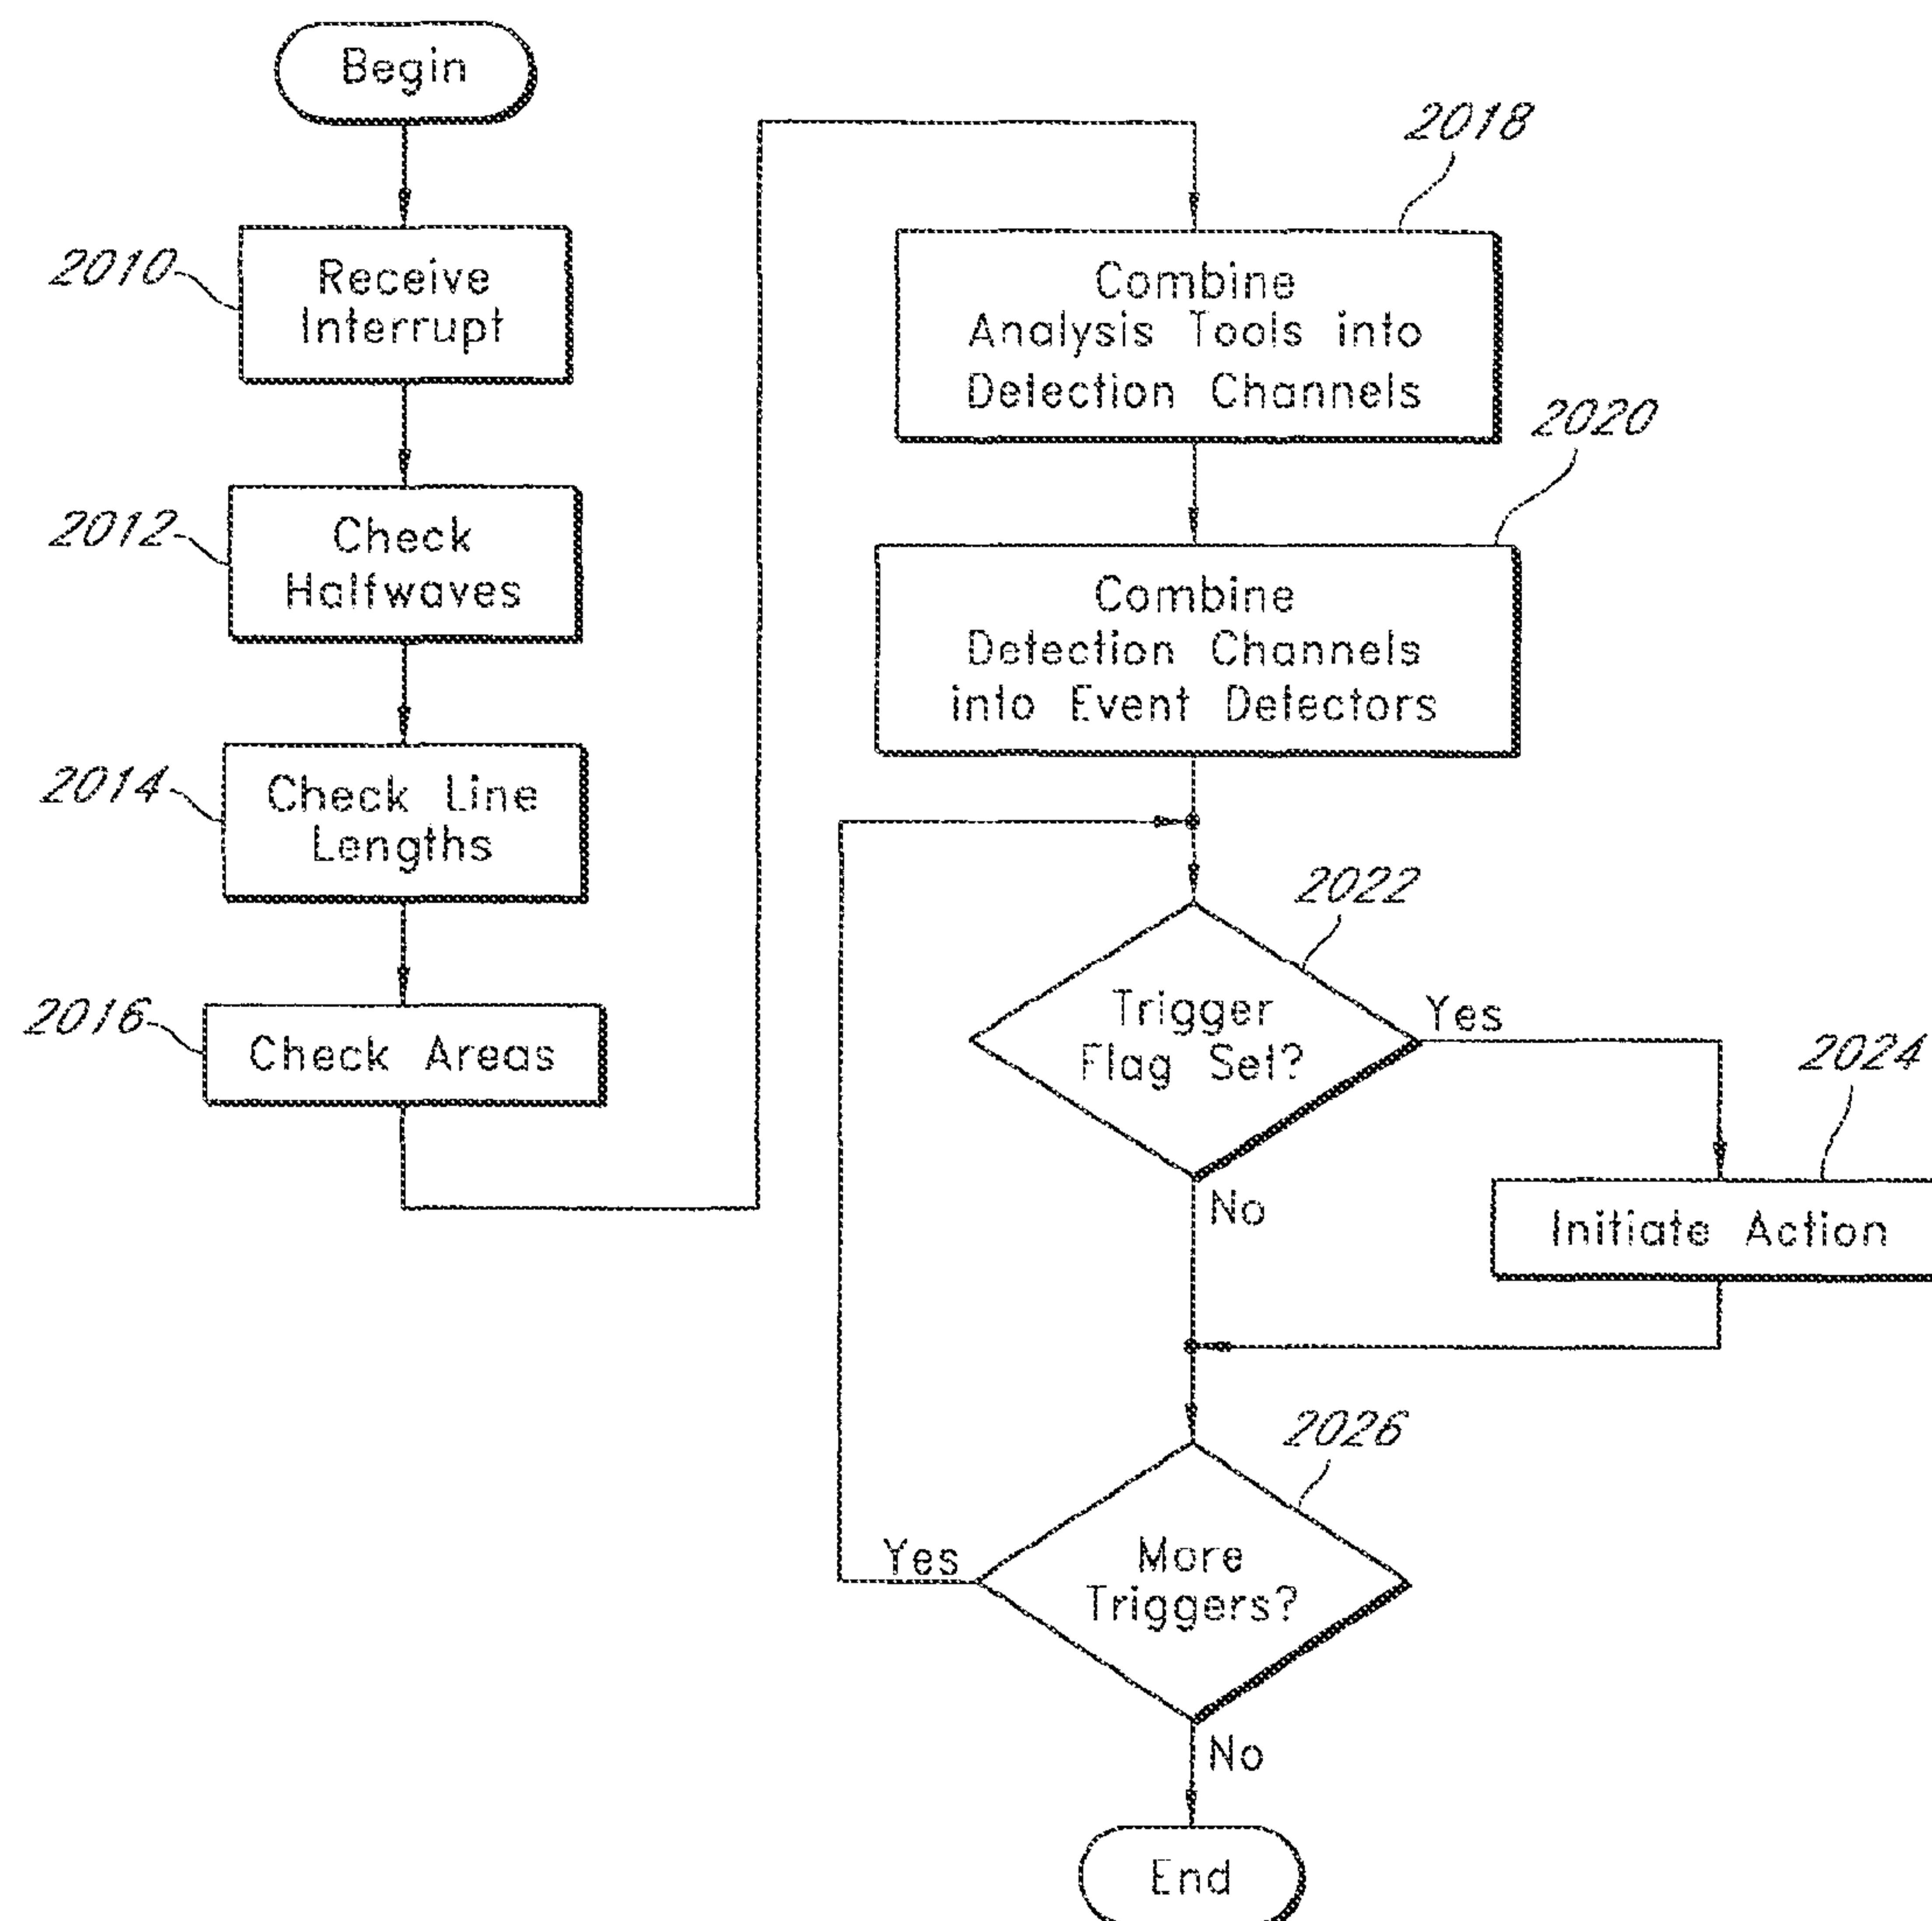 Begin
2010
Receive
Interrupt
2012
Check
Halfwaves
2014
Check Line
Lengths
2016
Check Areas
2018
Combine
Analysis Tools into
Detection Channels
2020
Combine
Detection Channels
into Event Detectors
2022
Trigger
Flag Set?
Yes
No
2024
Initiate Action
2026
More
Triggers?
Yes
No
End